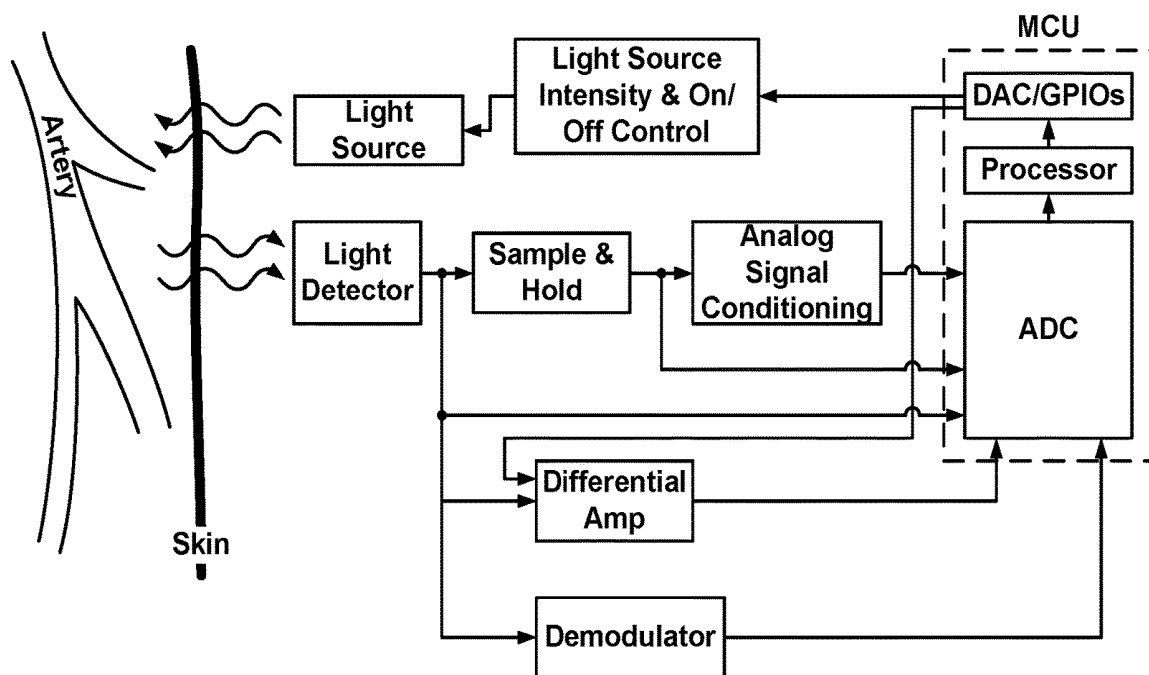 MCU
Light Source
Intensity & On/
Off Control
DAC/GPIOs
Light
Source
Processor
Artery
Light
Detector
Sample &
Hold
Analog
Signal
Conditioning
ADC
Differential
Amp
Skin
Demodulator